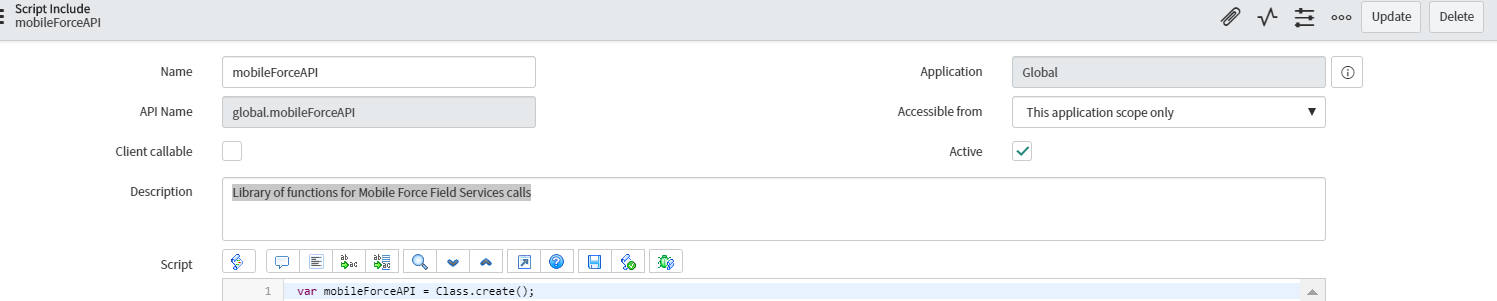 Script Include
mobileForceAPI
Update
Delete
Name
mobileForceAPI
Application
Global
API Name
global.mobileForceAPI
Accessible from
This application scope only
Client callable
Active
Description
Library of functions for Mobile Force Field Services calls
Script
1 var mobileForceAPI = Class.create();